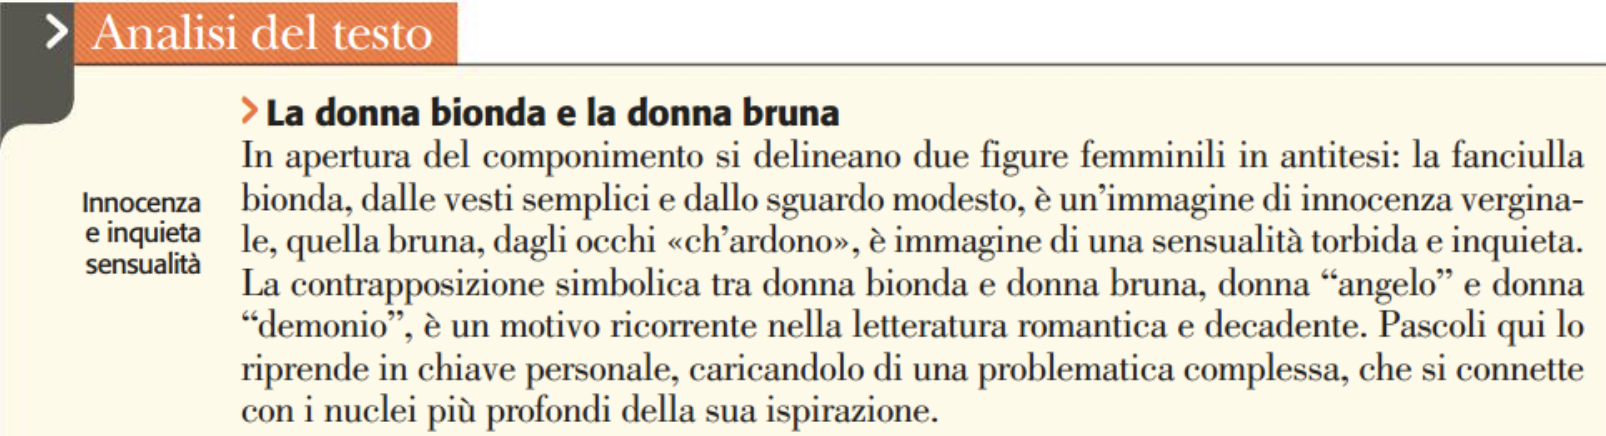 Analisi del testo
La donna bionda e la donna bruna
In apertura del componimento si delineano due figure femminili in antitesi: la fanciulla
bionda, dalle vesti semplici e dallo sguardo modesto, è un'immagine di innocenza vergina-
le, quella bruna, dagli occhi «ch'ardono», è immagine di una sensualità torbida e inquieta.
La contrapposizione simbolica tra donna bionda e donna bruna, donna “angelo” e donna
“demonio”, è un motivo ricorrente nella letteratura romantica e decadente. Pascoli qui lo
riprende in chiave personale, caricandolo di una problematica complessa, che si connette
con i nuclei più profondi della sua ispirazione.
Innocenza
e inquieta
sensualità